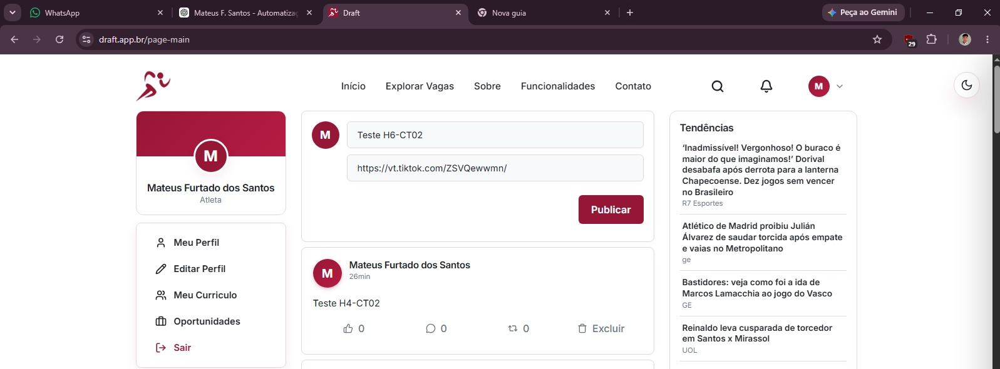 WhatsApp
Mateus F. Santos - Automatizaç
Draft
Nova guia
Peça ao Gemini
draft.app.br/page-main
29
Início
Explorar Vagas
Sobre
Funcionalidades
Contato
M
M
Mateus Furtado dos Santos
Atleta
Meu Perfil
Editar Perfil
Meu Curriculo
Oportunidades
Sair
M
Teste H6-CT02
https://vt.tiktok.com/ZSVQewwmn/
Publicar
M
Mateus Furtado dos Santos
26min
Teste H4-CT02
0
0
0
Excluir
Tendências
‘Inadmissível! Vergonhoso! O buraco é
maior do que imaginamos!’ Dorival
desabafa após derrota para a lanterna
Chapecoense. Dez jogos sem vencer
no Brasileiro
R7 Esportes
Atlético de Madrid proibiu Julián
Álvarez de saudar torcida após empate
e vaias no Metropolitano
ge
Bastidores: veja como foi a ida de
Marcos Lamacchia ao jogo do Vasco
GE
Reinaldo leva cusparada de torcedor
em Santos x Mirassol
UOL